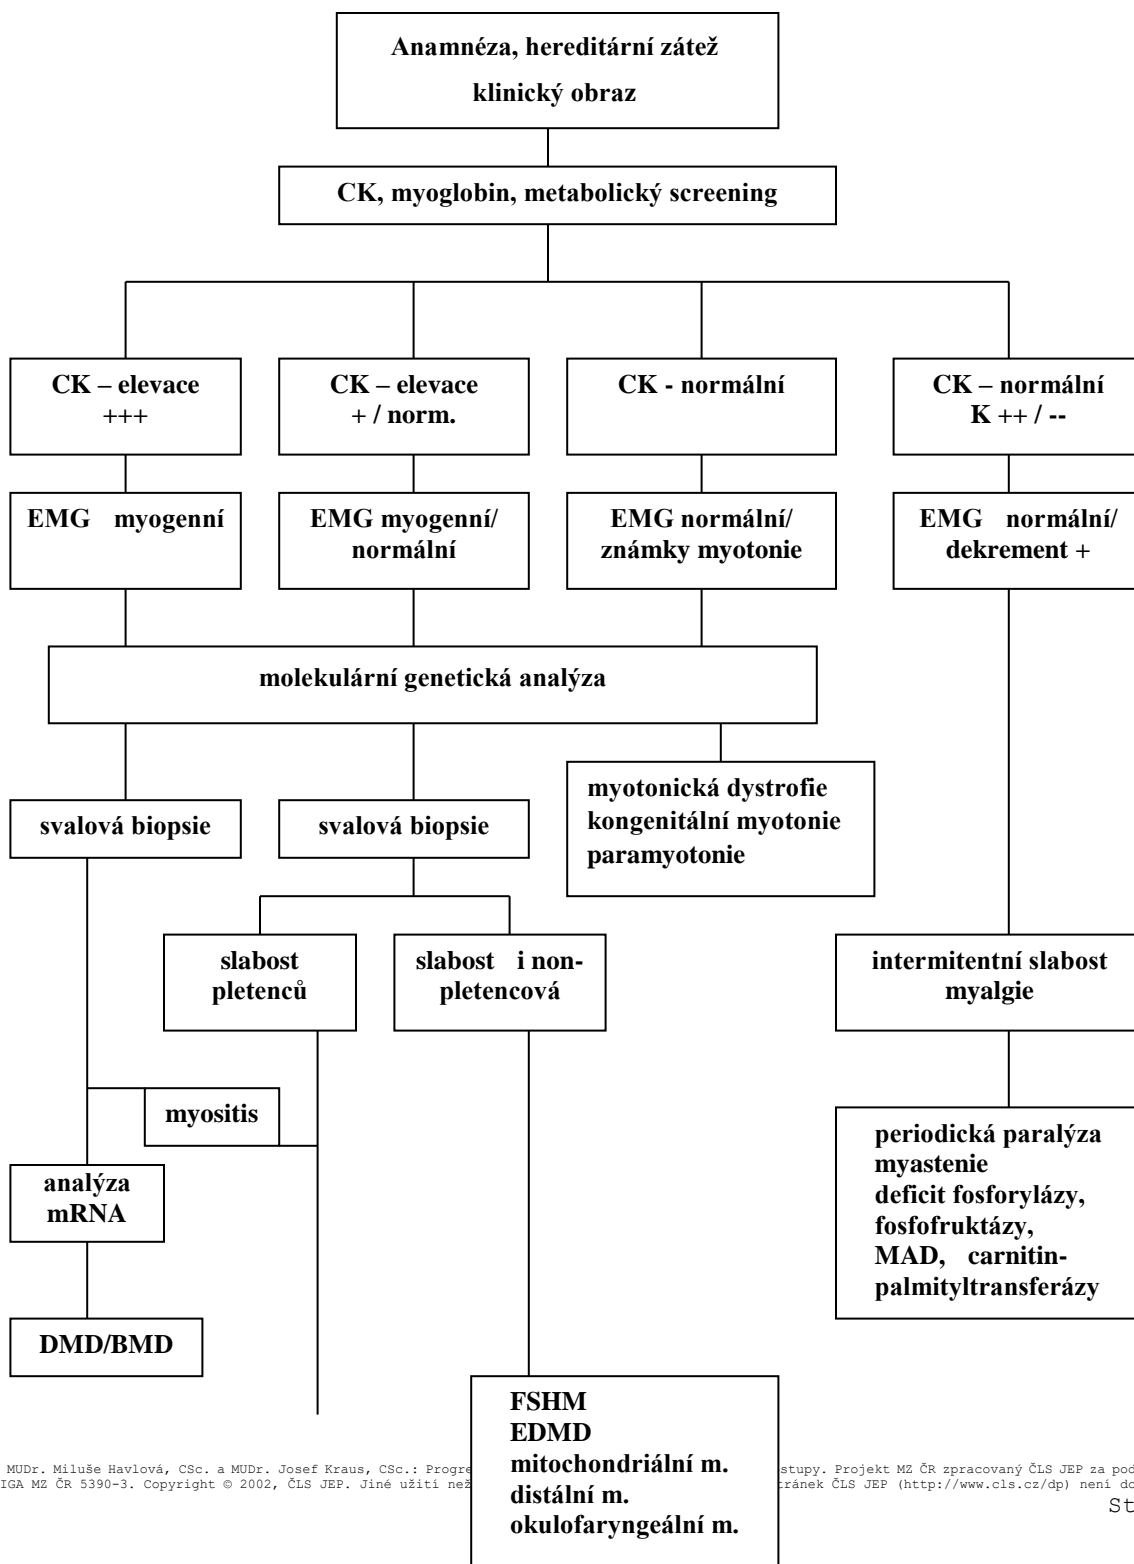 Anamnéza, hereditární zátež
klinický obraz
CK, myoglobin, metabolický screening
CK – elevace
+++
CK – elevace
+ / norm.
CK - normální
CK – normální
K ++ / --
EMG myogenní
EMG myogenní/
normální
EMG normální/
známky myotonie
EMG normální/
dekrement +
molekulární genetická analýza
svalová biopsie
svalová biopsie
myotonická dystrofie
kongenitální myotonie
paramyotonie
slabost
pletenců
slabost i non-
pletencová
intermitentní slabost
myalgie
myositis
analýza
mRNA
periodická paralýza
myastenie
deficit fosforylázy,
fosfofruktázy,
MAD, carnitin-
palmityltransferázy
DMD/BMD
FSHM
EDMD
mitochondriální m.
distální m.
okulofaryngeální m.
MUDr. Miluše Havlová, CSc. a MUDr. Josef Kraus, CSc.: Progre stupy. Projekt MZ ČR zpracovaný ČLS JEP za pod
IGA MZ ČR 5390-3. Copyright © 2002, ČLS JEP. Jiné užití než tránek ČLS JEP (http://www.cls.cz/dp) není do
St